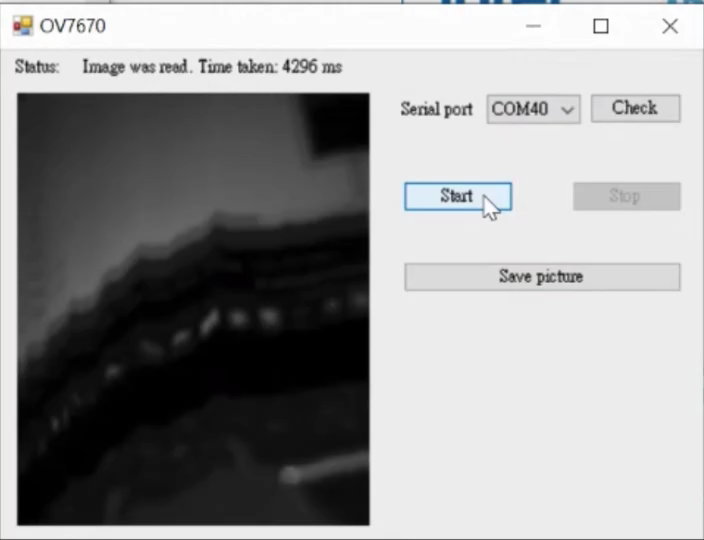 OV7670
Status: Image was read. Time taken: 4296 ms
Serial port COM40 Check
Start Stop
Save picture